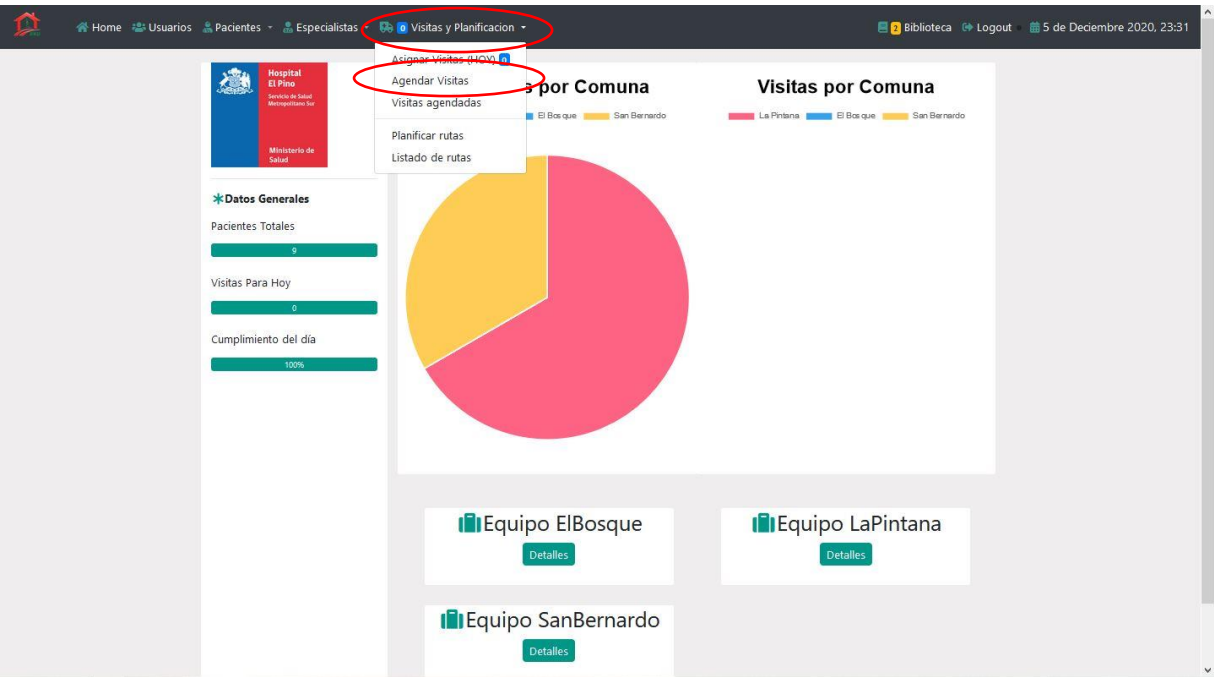 Home Usuarios Pacientes Especialistas 0 Visitas y Planificacion 2 Biblioteca Logout 5 de Deciembre 2020, 23:31
Asignar Visitas (HOY) 0
Agendar Visitas
Visitas agendadas
Planificar rutas
Listado de rutas
Hospital
El Pino
Servicio de Salud
Metropolitano Sur
Ministerio de
Salud
Datos Generales
Pacientes Totales
9
Visitas Para Hoy
0
Cumplimiento del día
100%
s por Comuna
El Bosque San Bernardo
Visitas por Comuna
La Pintana El Bosque San Bernardo
Equipo ElBosque
Detalles
Equipo LaPintana
Detalles
Equipo SanBernardo
Detalles